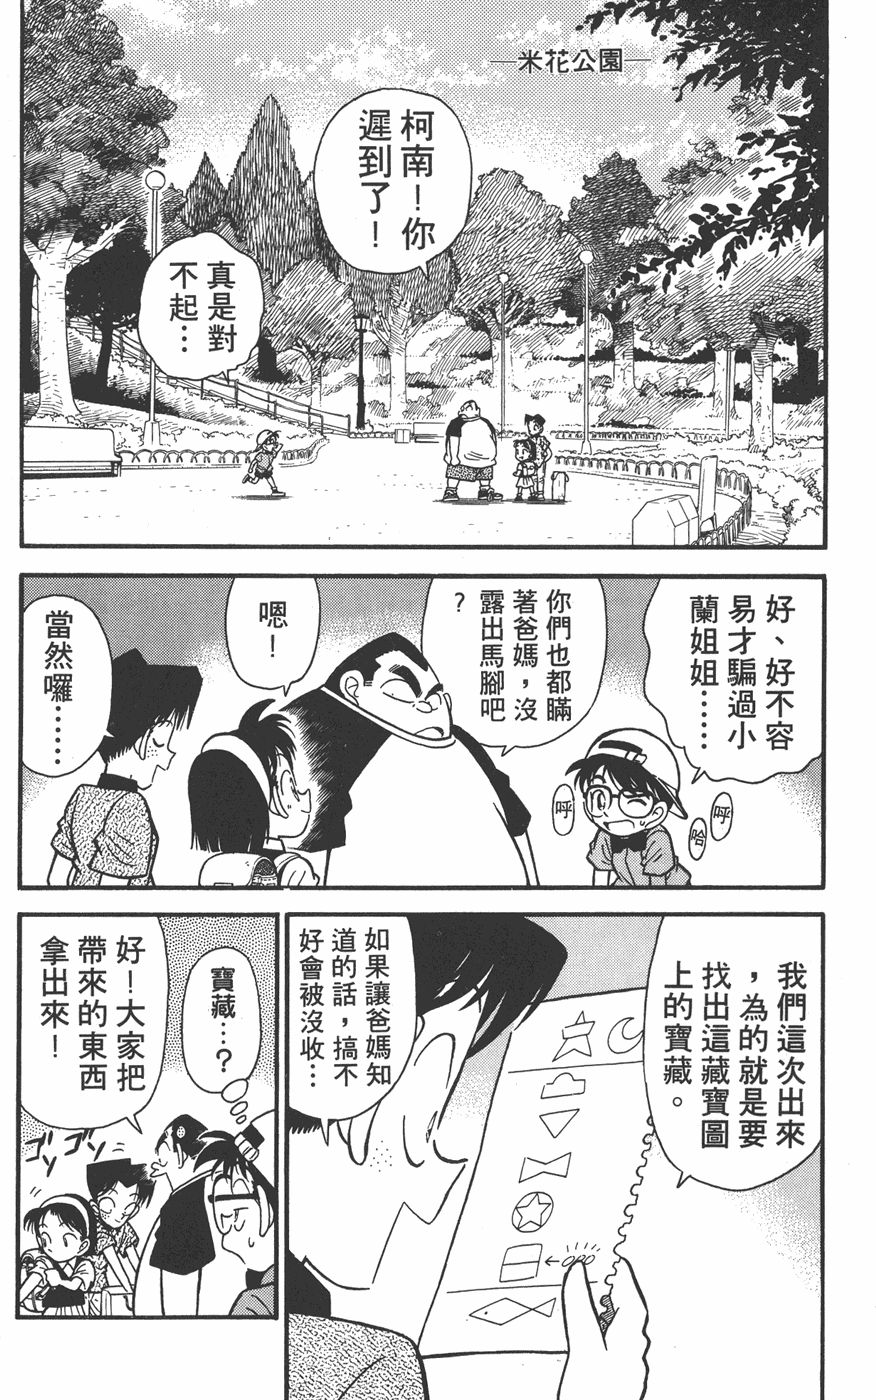 米花公園
柯南！你
遲到了！
真是對
不起…
好、好不容
易才騙過小
蘭姐姐……
呼
哈
呼
你們也都瞞
著爸媽，沒
露出馬腳吧
？
嗯！
當然囉……
我們這次出來
，為的就是要
找出這藏寶圖
上的寶藏。
如果讓爸媽知
道的話，搞不
好會被沒收…
寶藏…？
好！大家把
帶來的東西
拿出來！
ゴソ
ゴソ